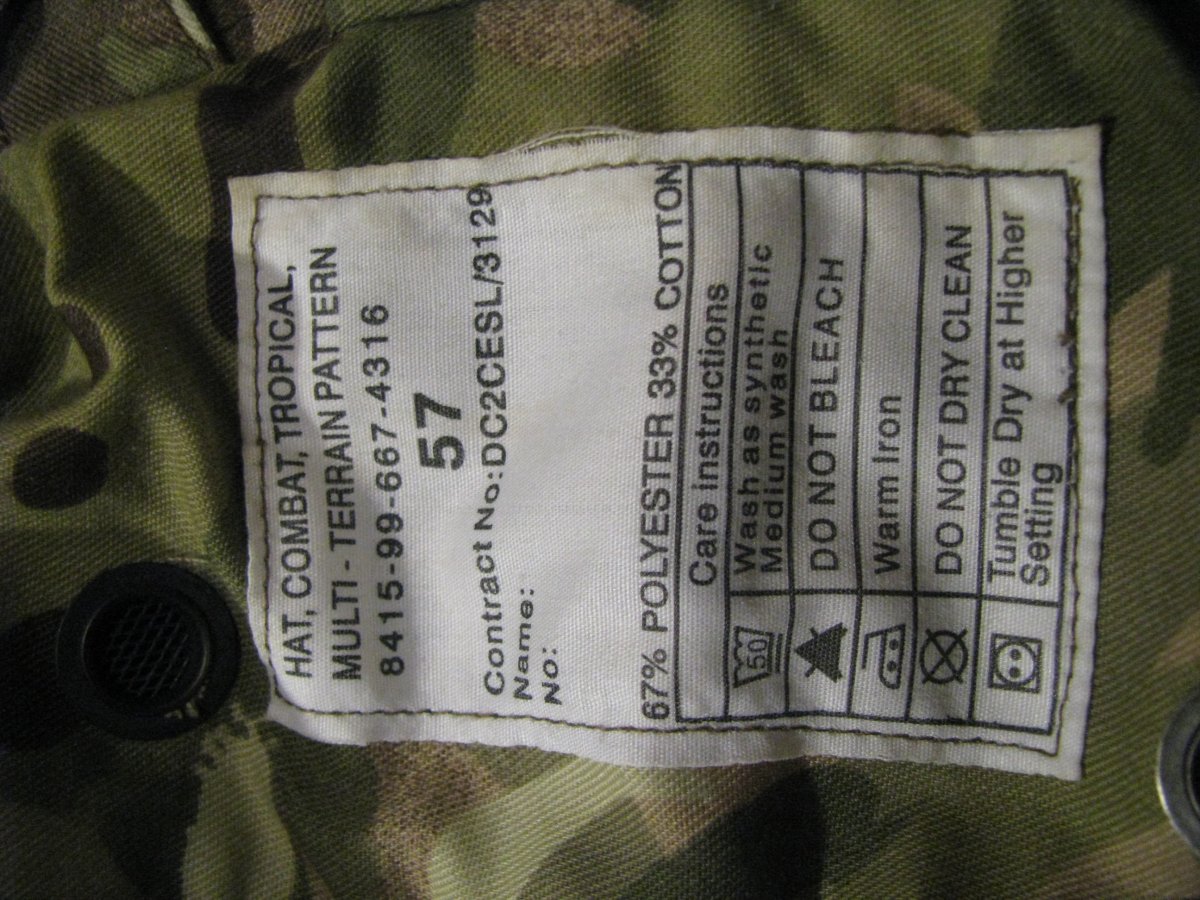 HAT, COMBAT, TROPICAL,
MULTI - TERRAIN PATTERN
8415-99-667-4316
57
Contract No:DC2CESL/3129
Name:
No:
67% POLYESTER 33% COTTON
Care instructions
50
Wash as synthetic
Medium wash
DO NOT BLEACH
Warm Iron
DO NOT DRY CLEAN
Tumble Dry at Higher
Setting